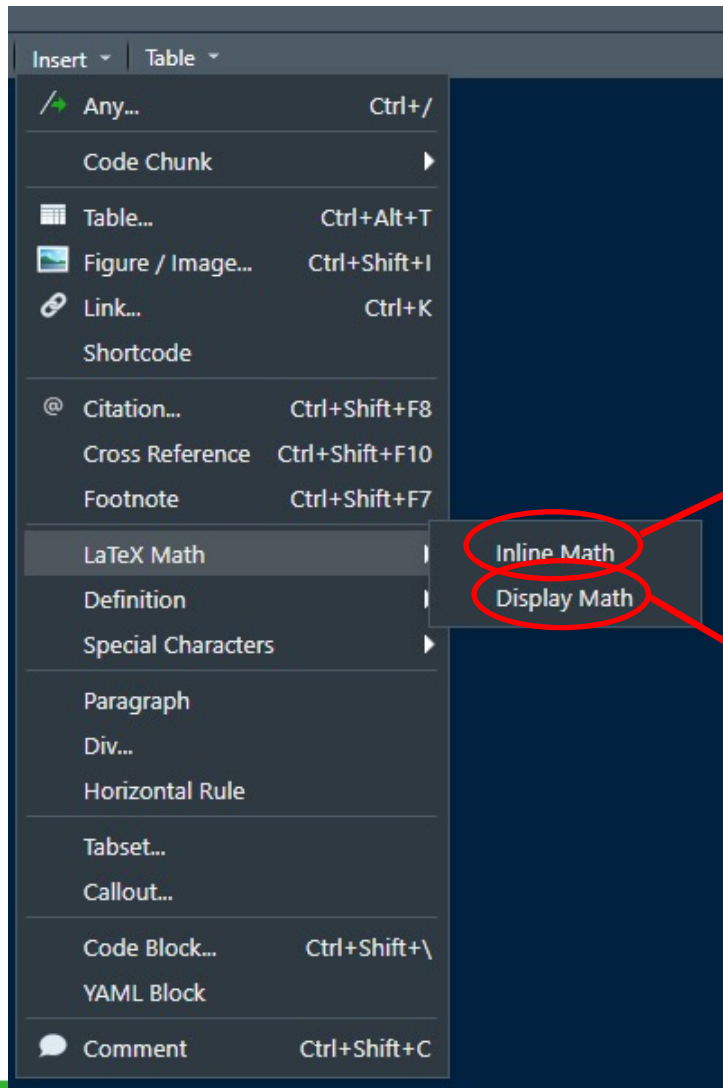 Insert Table
Any... Ctrl+/
Code Chunk
Table... Ctrl+Alt+T
Figure / Image... Ctrl+Shift+I
Link... Ctrl+K
Shortcode
@ Citation... Ctrl+Shift+F8
Cross Reference Ctrl+Shift+F10
Footnote Ctrl+Shift+F7
LaTeX Math Inline Math
Definition Display Math
Special Characters
Paragraph
Div...
Horizontal Rule
Tabset...
Callout...
Code Block... Ctrl+Shift+\
YAML Block
Comment Ctrl+Shift+C